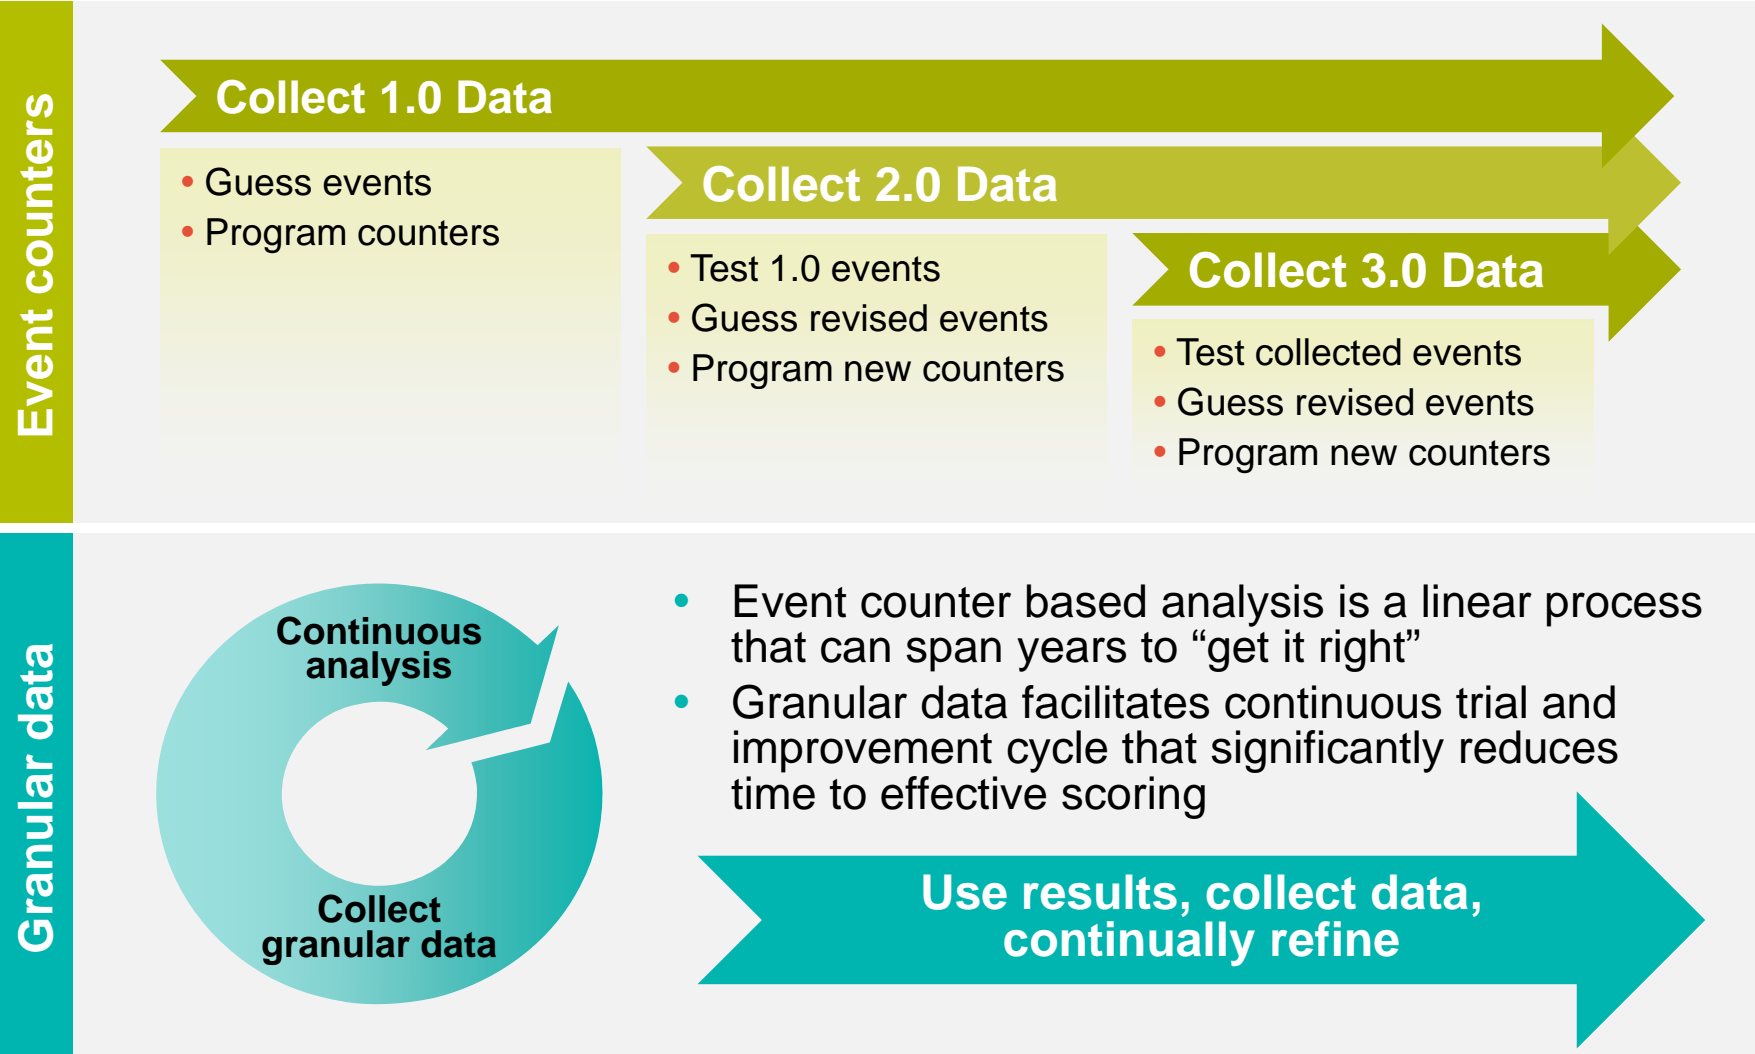 Event counters
Collect 1.0 Data
• Guess events
• Program counters
Collect 2.0 Data
• Test 1.0 events
• Guess revised events
• Program new counters
Collect 3.0 Data
• Test collected events
• Guess revised events
• Program new counters
Granular data
Continuous
analysis
Collect
granular data
• Event counter based analysis is a linear process
that can span years to “get it right”
• Granular data facilitates continuous trial and
improvement cycle that significantly reduces
time to effective scoring
Use results, collect data,
continually refine